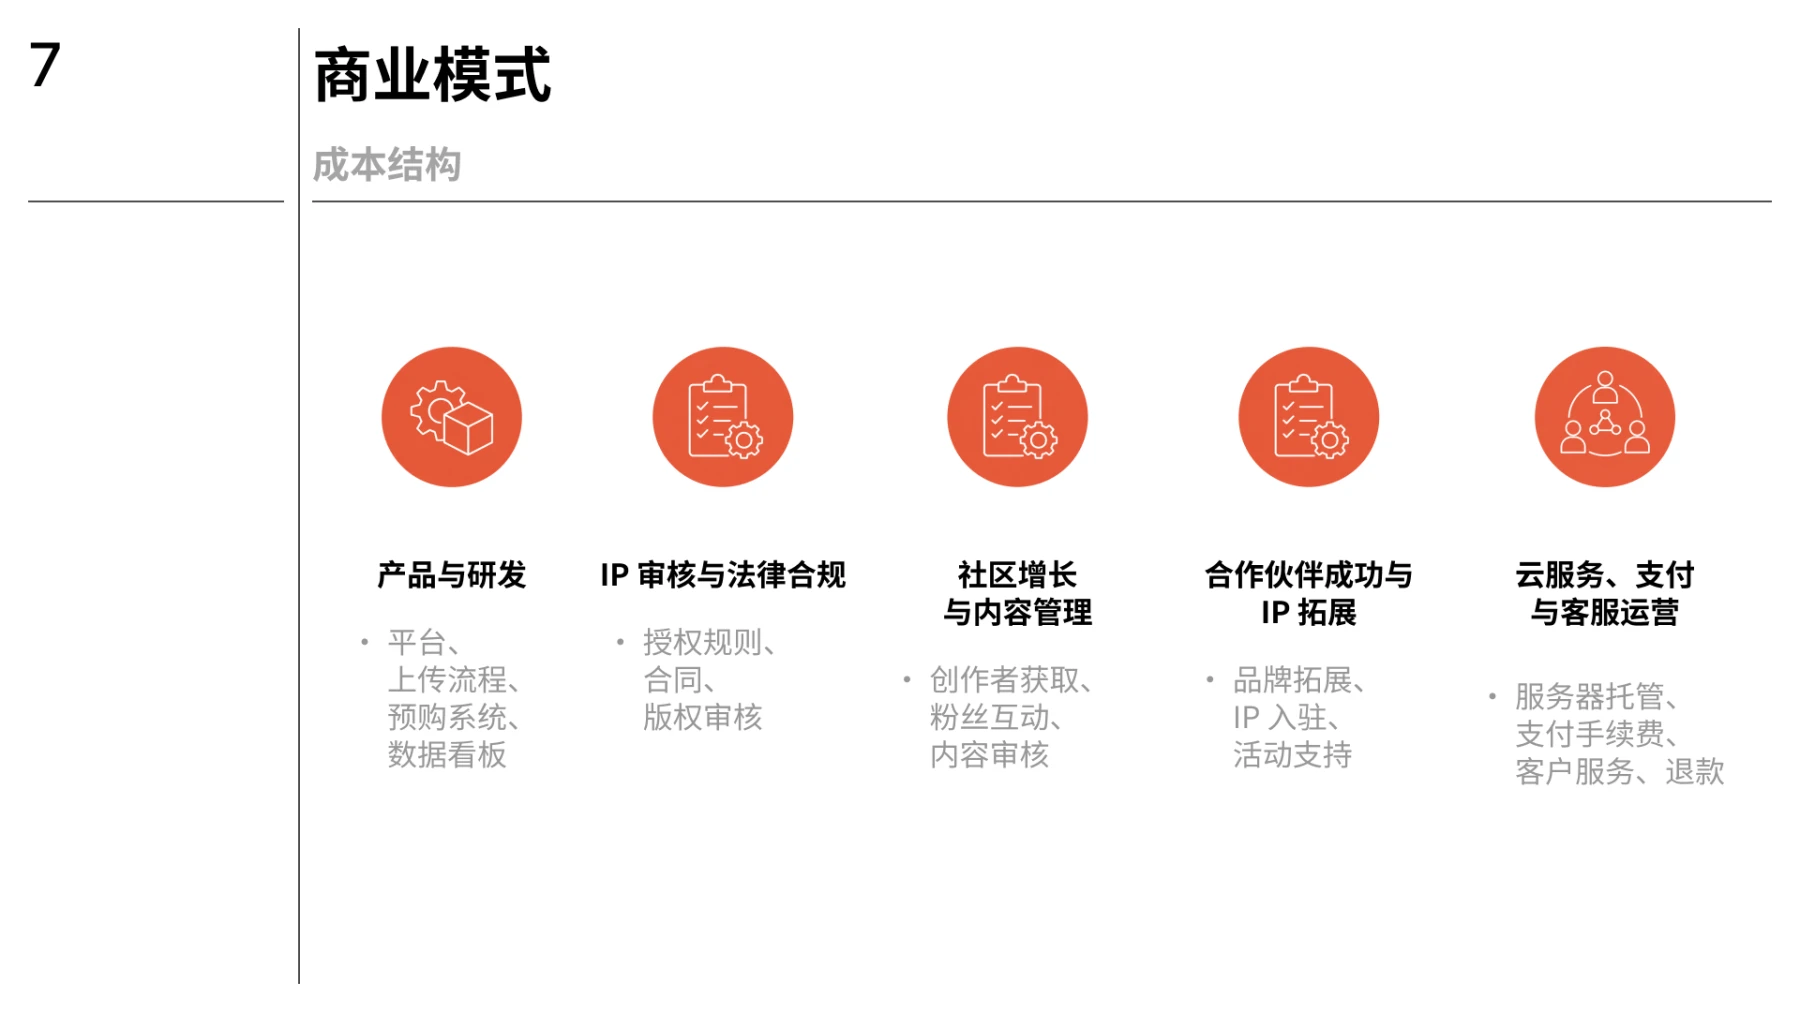 7
商业模式
成本结构
产品与研发
• 平台、
上传流程、
预购系统、
数据看板
IP 审核与法律合规
• 授权规则、
合同、
版权审核
社区增长
与内容管理
• 创作者获取、
粉丝互动、
内容审核
合作伙伴成功与
IP 拓展
• 品牌拓展、
IP 入驻、
活动支持
云服务、支付
与客服运营
• 服务器托管、
支付手续费、
客户服务、退款